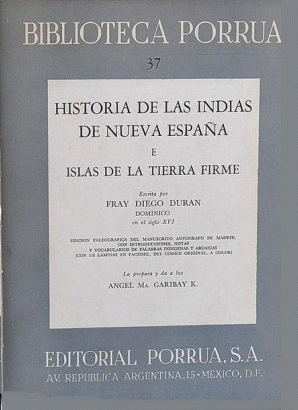 BIBLIOTECA PORRUA
37
HISTORIA DE LAS INDIAS
DE NUEVA ESPAÑA
E
ISLAS DE LA TIERRA FIRME
Escrita por
FRAY DIEGO DURAN
DOMINICO
en el siglo XVI
EDICION PALEOGRAFICA DEL MANUSCRITO AUTOGRAFO DE MADRID,
CON INTRODUCCIONES, NOTAS
Y VOCABULARIOS DE PALABRAS INDIGENAS Y ARCAICAS
(CON 116 LAMINAS EN FACSIMIL, DEL CODICE ORIGINAL, A COLOR)
La prepara y da a luz
ANGEL Ma. GARIBAY K.
EDITORIAL PORRUA, S.A.
AV. REPUBLICA ARGENTINA, 15 • MEXICO, D.F.